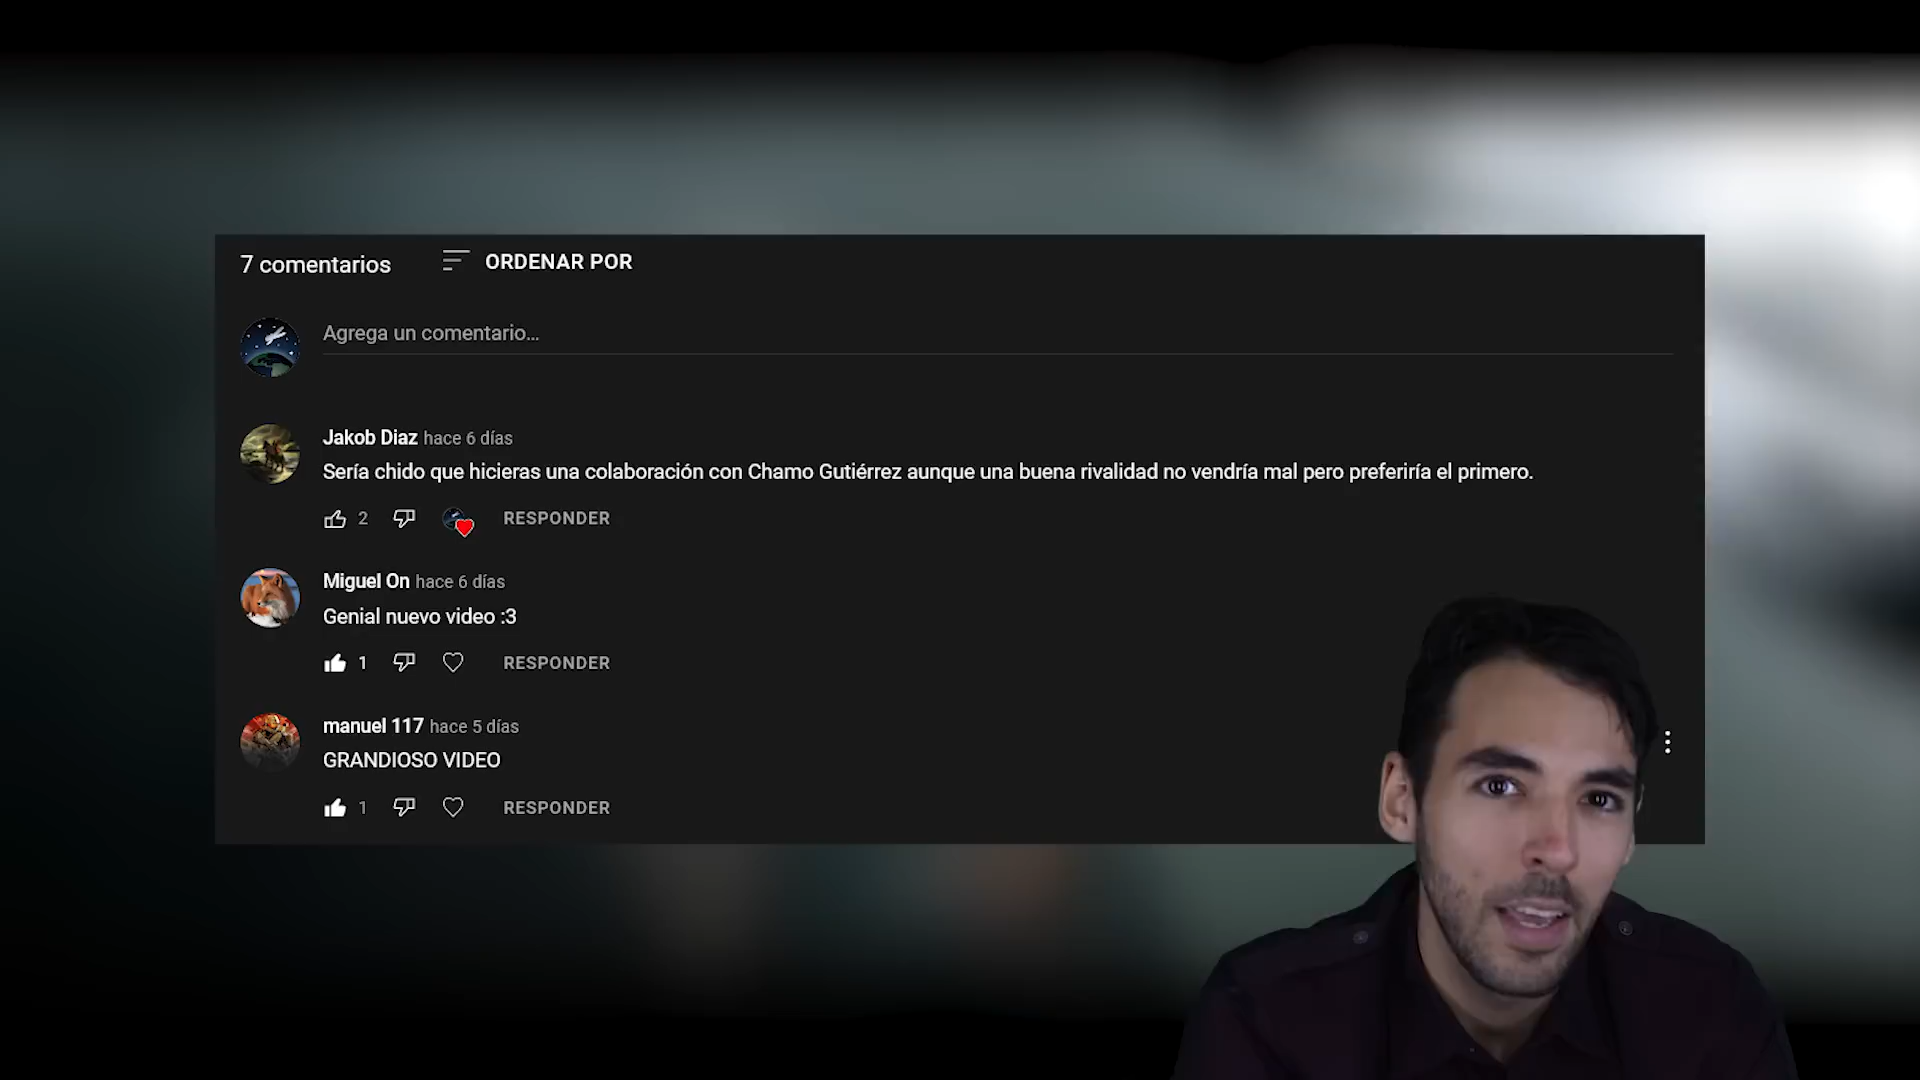 7 comentarios
ORDENAR POR
Agrega un comentario...
Jakob Diaz hace 6 días
Sería chido que hicieras una colaboración con Chamo Gutiérrez aunque una buena rivalidad no vendría mal pero preferiría el primero.
2
RESPONDER
Miguel On hace 6 días
Genial nuevo video :3
1
RESPONDER
manuel 117 hace 5 días
GRANDIOSO VIDEO
1
RESPONDER